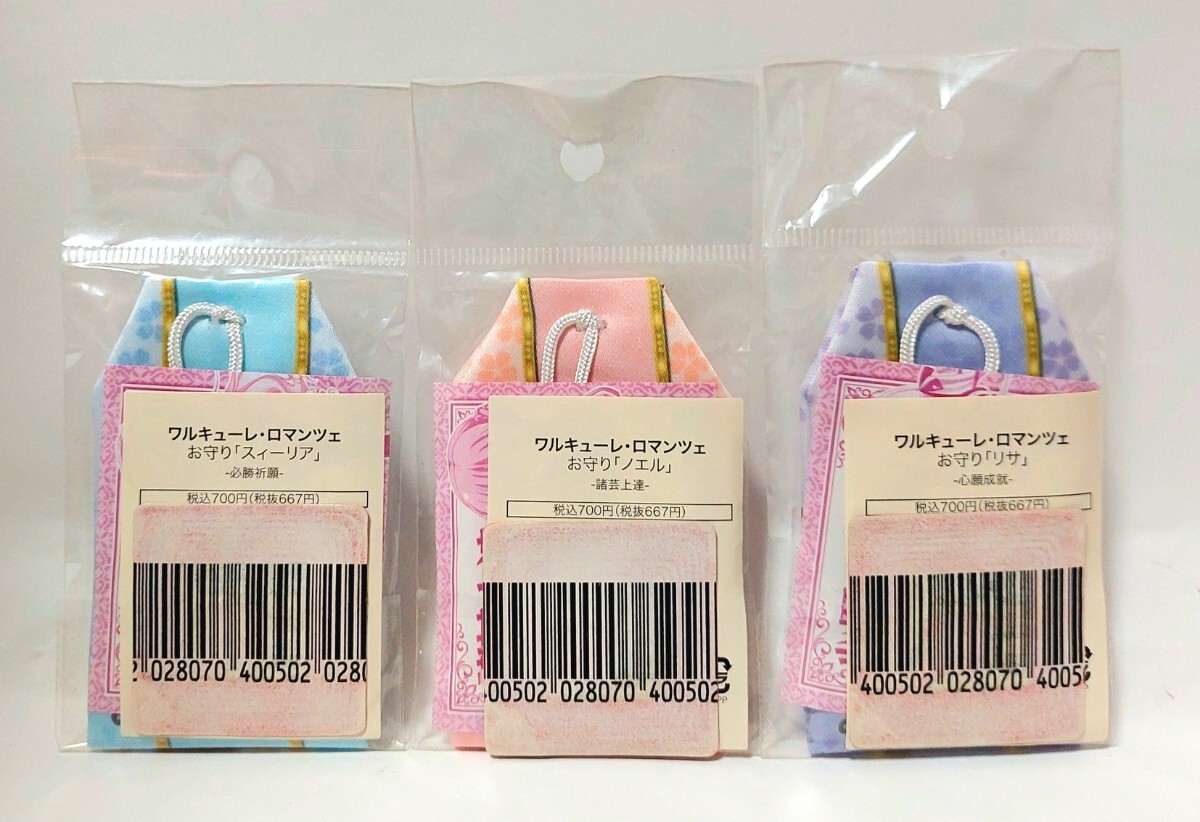 ワルキューレ・ロマンツェ
お守り「スィーリア」
-必勝祈願-
税込700円(税抜667円)
028070 400502 028
ワルキューレ・ロマンツェ
お守り「ノエル」
-諸芸上達-
税込700円(税抜667円)
400502 028070 400502
ワルキューレ・ロマンツェ
お守り「リサ」
-心願成就-
税込700円(税抜667円)
400502 028070 4005